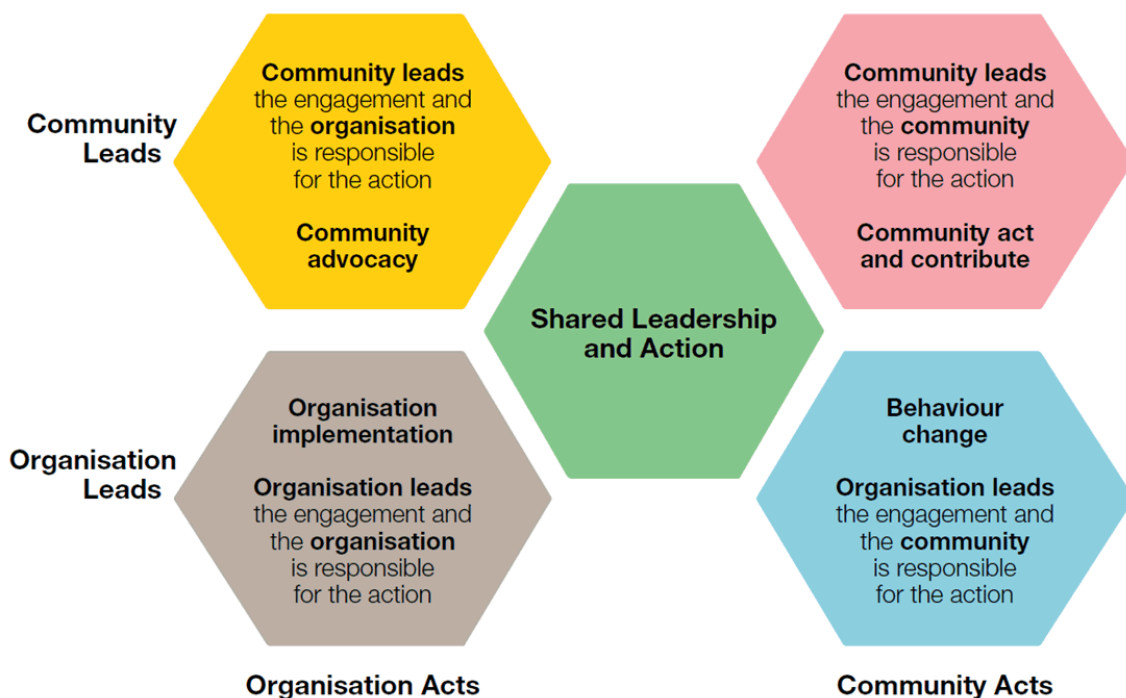 Community
Leads
Community leads
the engagement and
the organisation
is responsible
for the action
Community
advocacy
Community leads
the engagement and
the community
is responsible
for the action
Community act
and contribute
Shared Leadership
and Action
Organisation
Leads
Organisation
implementation
Organisation leads
the engagement and
the organisation
is responsible
for the action
Behaviour
change
Organisation leads
the engagement and
the community
is responsible
for the action
Organisation Acts
Community Acts